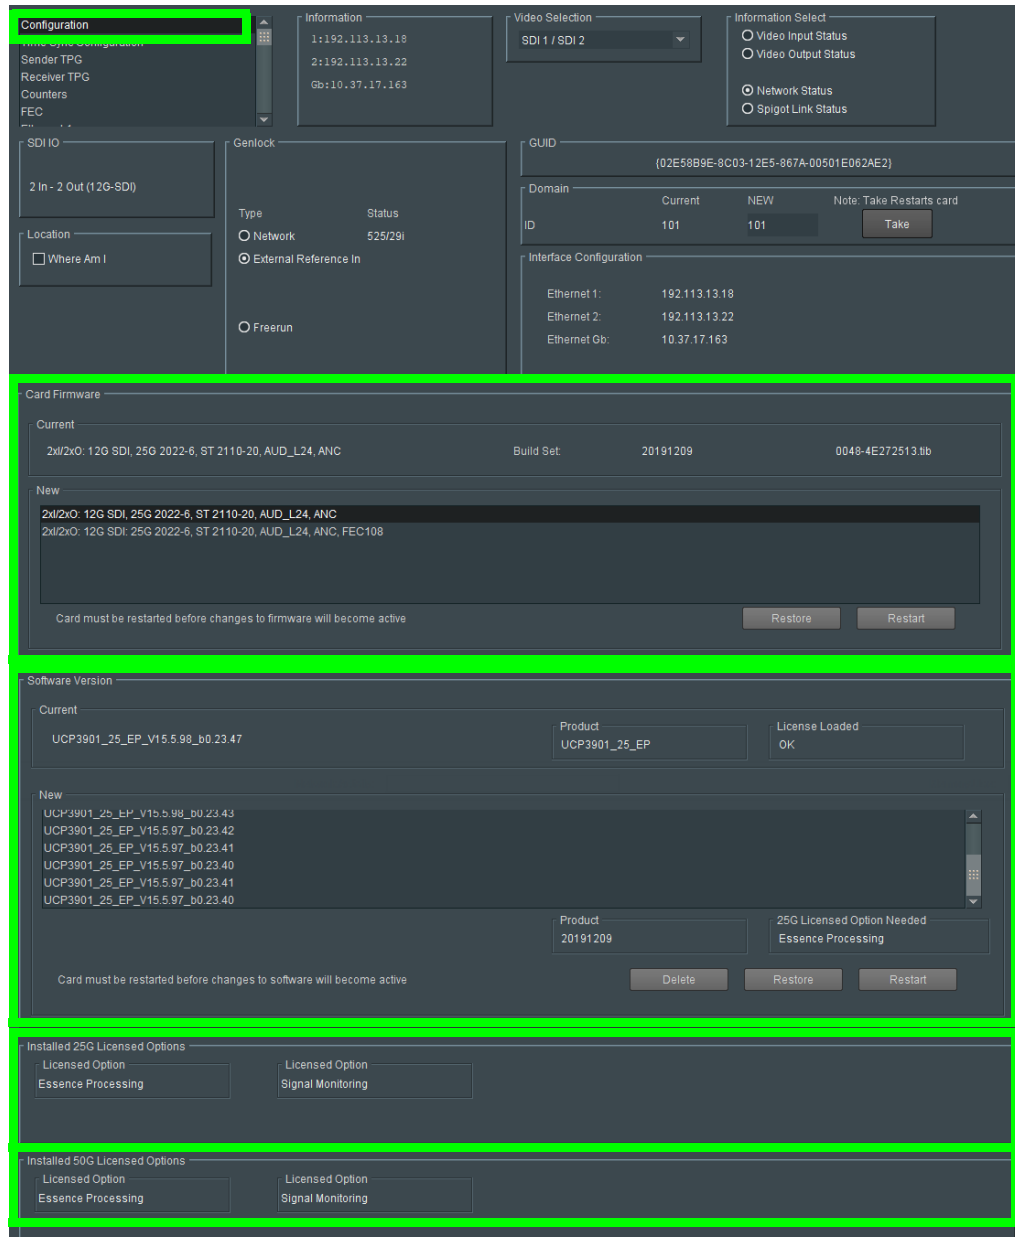 Configuration
Time Sync Configuration
Sender TPG
Receiver TPG
Counters
FEC
Information
1:192.113.13.18
2:192.113.13.22
Gb:10.37.17.163
Video Selection
SDI 1 / SDI 2
Information Select
Video Input Status
Video Output Status
Network Status
Spigot Link Status
SDI IO
2 In - 2 Out (12G-SDI)
Location
Where Am I
Genlock
Type Status
Network 525/29i
External Reference In
Freerun
GUID
{02E58B9E-8C03-12E5-867A-00501E062AE2}
Domain
Current NEW Note: Take Restarts card
ID 101 101 Take
Interface Configuration
Ethernet 1: 192.113.13.18
Ethernet 2: 192.113.13.22
Ethernet Gb: 10.37.17.163
Card Firmware
Current
2xI/2xO: 12G SDI, 25G 2022-6, ST 2110-20, AUD_L24, ANC Build Set: 20191209 0048-4E272513.tib
New
2xI/2xO: 12G SDI, 25G 2022-6, ST 2110-20, AUD_L24, ANC
2xI/2xO: 12G SDI: 25G 2022-6, ST 2110-20, AUD_L24, ANC, FEC108
Card must be restarted before changes to firmware will become active Restore Restart
Software Version
Current
UCP3901_25_EP_V15.5.98_b0.23.47
Product
UCP3901_25_EP
License Loaded
OK
New
UCP3901_25_EP_V15.5.98_b0.23.43
UCP3901_25_EP_V15.5.97_b0.23.42
UCP3901_25_EP_V15.5.97_b0.23.41
UCP3901_25_EP_V15.5.97_b0.23.40
UCP3901_25_EP_V15.5.97_b0.23.41
UCP3901_25_EP_V15.5.97_b0.23.40
Product
20191209
25G Licensed Option Needed
Essence Processing
Card must be restarted before changes to software will become active Delete Restore Restart
Installed 25G Licensed Options
Licensed Option
Essence Processing
Licensed Option
Signal Monitoring
Installed 50G Licensed Options
Licensed Option
Essence Processing
Licensed Option
Signal Monitoring